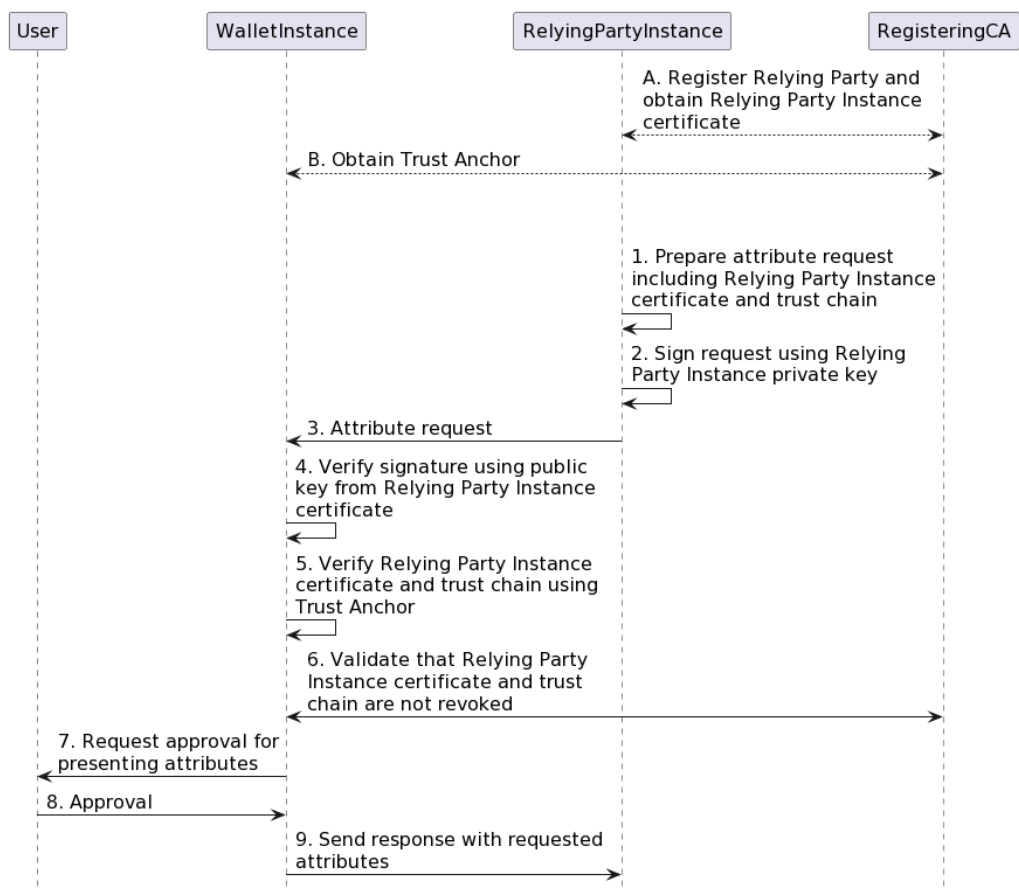 User
WalletInstance
RelyingPartyInstance
RegisteringCA
A. Register Relying Party and
obtain Relying Party Instance
certificate
B. Obtain Trust Anchor
1. Prepare attribute request
including Relying Party Instance
certificate and trust chain
2. Sign request using Relying
Party Instance private key
3. Attribute request
4. Verify signature using public
key from Relying Party Instance
certificate
5. Verify Relying Party Instance
certificate and trust chain using
Trust Anchor
6. Validate that Relying Party
Instance certificate and trust
chain are not revoked
7. Request approval for
presenting attributes
8. Approval
9. Send response with requested
attributes